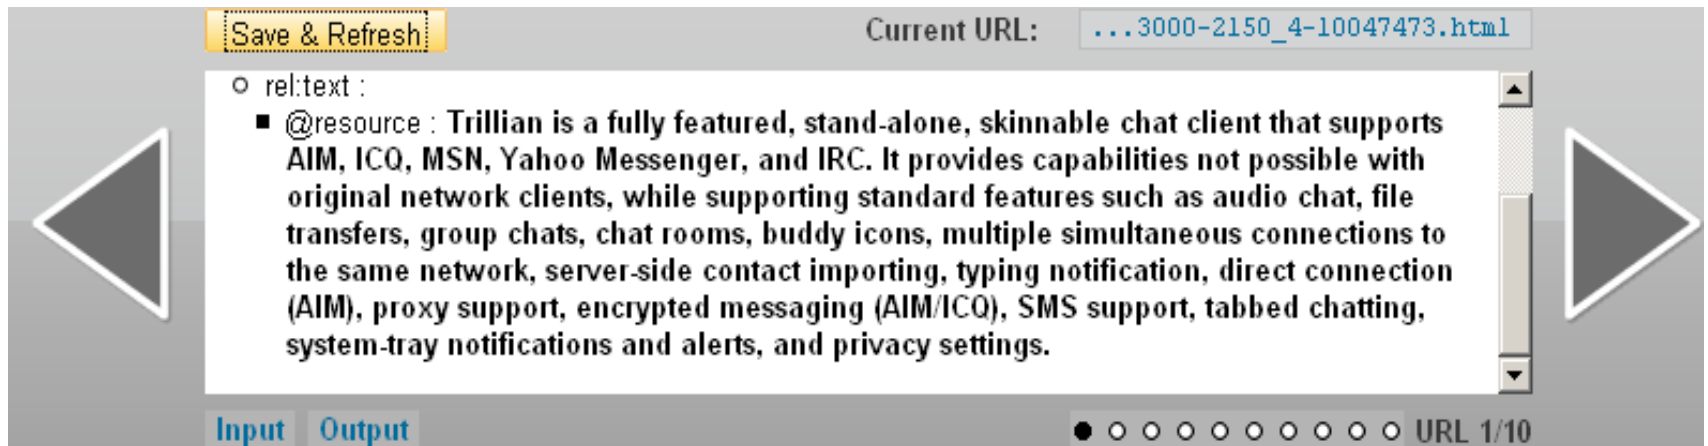 Save & Refresh
Current URL:
...3000-2150_4-10047473.html
rel:text :
@resource : Trillian is a fully featured, stand-alone, skinnable chat client that supports
AIM, ICQ, MSN, Yahoo Messenger, and IRC. It provides capabilities not possible with
original network clients, while supporting standard features such as audio chat, file
transfers, group chats, chat rooms, buddy icons, multiple simultaneous connections to
the same network, server-side contact importing, typing notification, direct connection
(AIM), proxy support, encrypted messaging (AIM/ICQ), SMS support, tabbed chatting,
system-tray notifications and alerts, and privacy settings.
Input
Output
URL 1/10